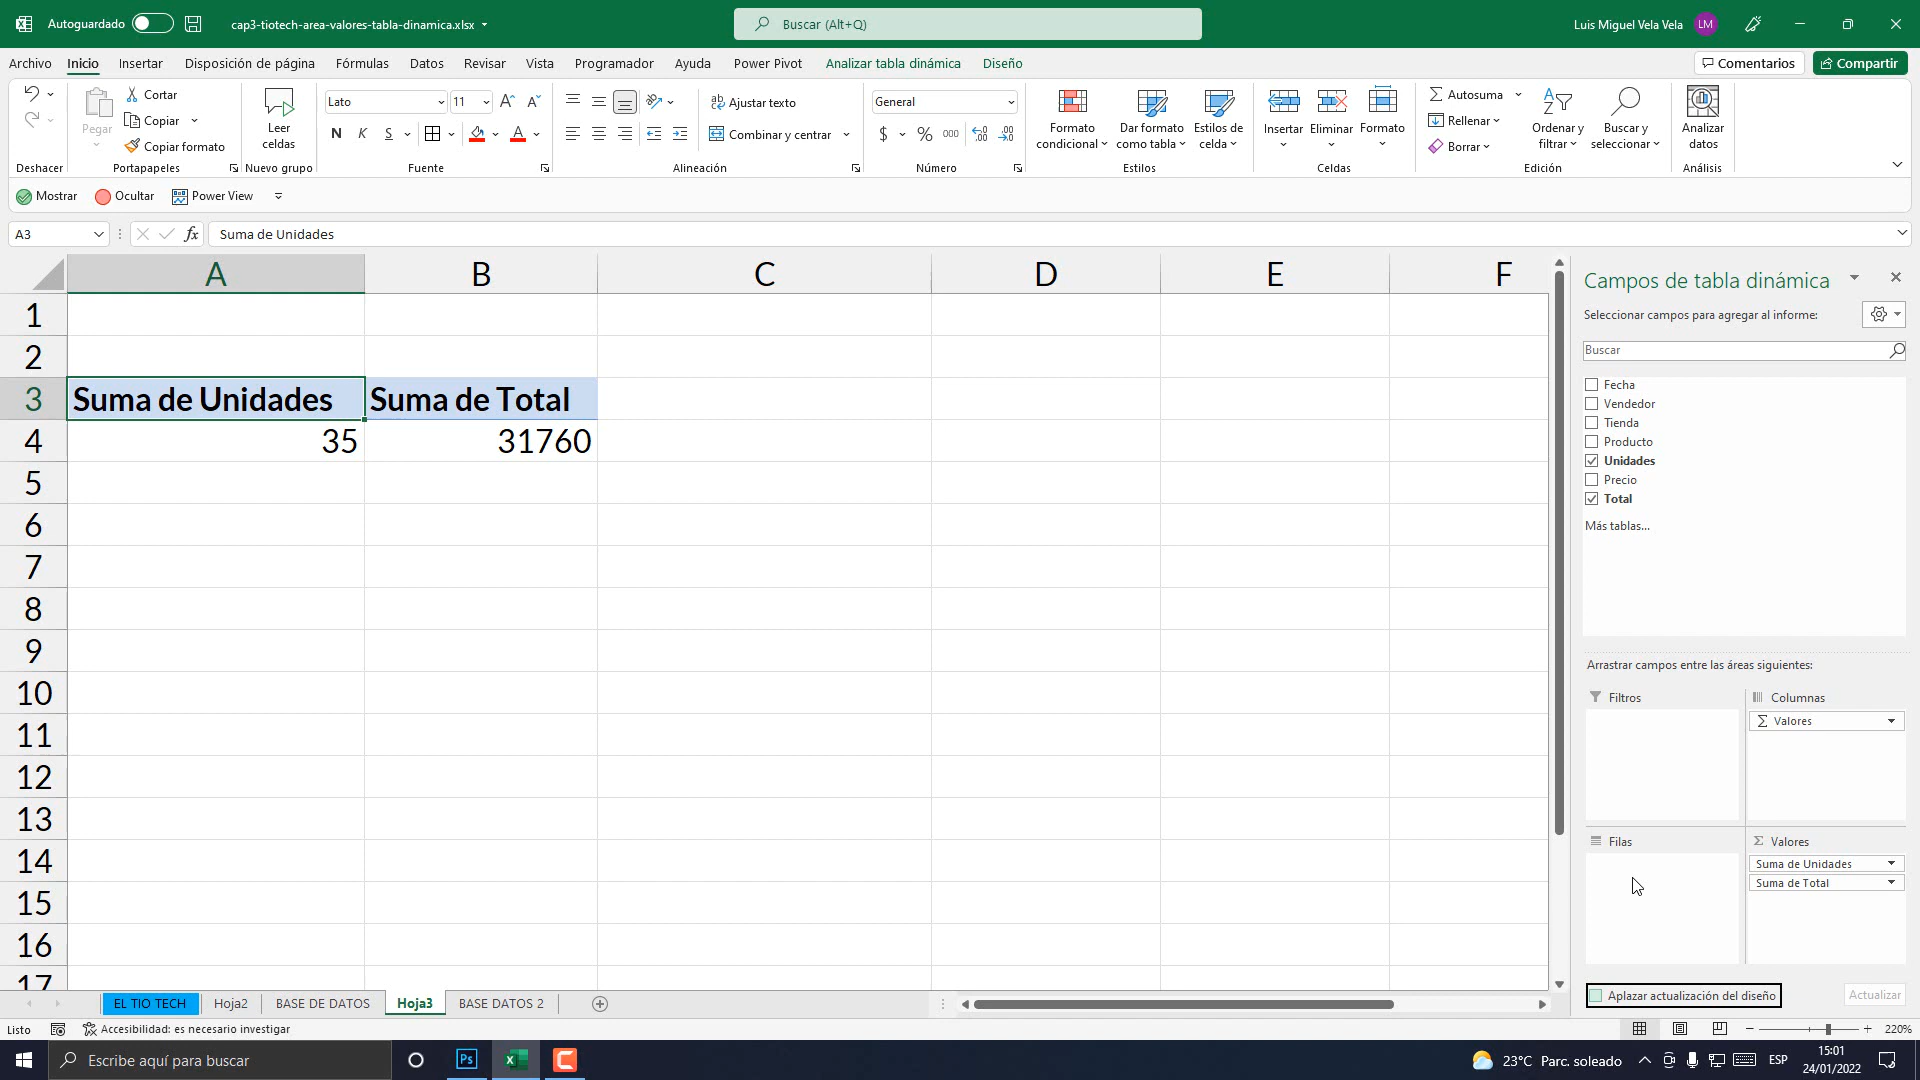 Autoguardado cap3-tiotech-area-valores-tabla-dinamica.xlsx Buscar (Alt+Q) Luis Miguel Vela Vela LM
Archivo Inicio Insertar Disposición de página Fórmulas Datos Revisar Vista Programador Ayuda Power Pivot Analizar tabla dinámica Diseño Comentarios Compartir
Pegar
Cortar
Copiar
Copiar formato
Leer
celdas
Lato 11
N K S
Ajustar texto
Combinar y centrar
General
$ % 000
Formato
condicional
Dar formato
como tabla
Estilos de
celda
Insertar Eliminar Formato
Autosuma
Rellenar
Borrar
Ordenar y
filtrar
Buscar y
seleccionar
Analizar
datos
Deshacer Portapapeles Nuevo grupo Fuente Alineación Número Estilos Celdas Edición Análisis
Mostrar Ocultar Power View
A3 fx Suma de Unidades
A B C D E F
1
2
3 Suma de Unidades Suma de Total
4 35 31760
5
6
7
8
9
10
11
12
13
14
15
16
17
Campos de tabla dinámica
Seleccionar campos para agregar al informe:
Buscar
Fecha
Vendedor
Tienda
Producto
Unidades
Precio
Total
Más tablas...
Arrastrar campos entre las áreas siguientes:
Filtros Columnas
Σ Valores
Filas Σ Valores
Suma de Unidades
Suma de Total
Aplazar actualización del diseño Actualizar
EL TIO TECH Hoja2 BASE DE DATOS Hoja3 BASE DATOS 2
Listo Accesibilidad: es necesario investigar 220%
Escribe aquí para buscar Ps 23°C Parc. soleado ESP 15:01
24/01/2022